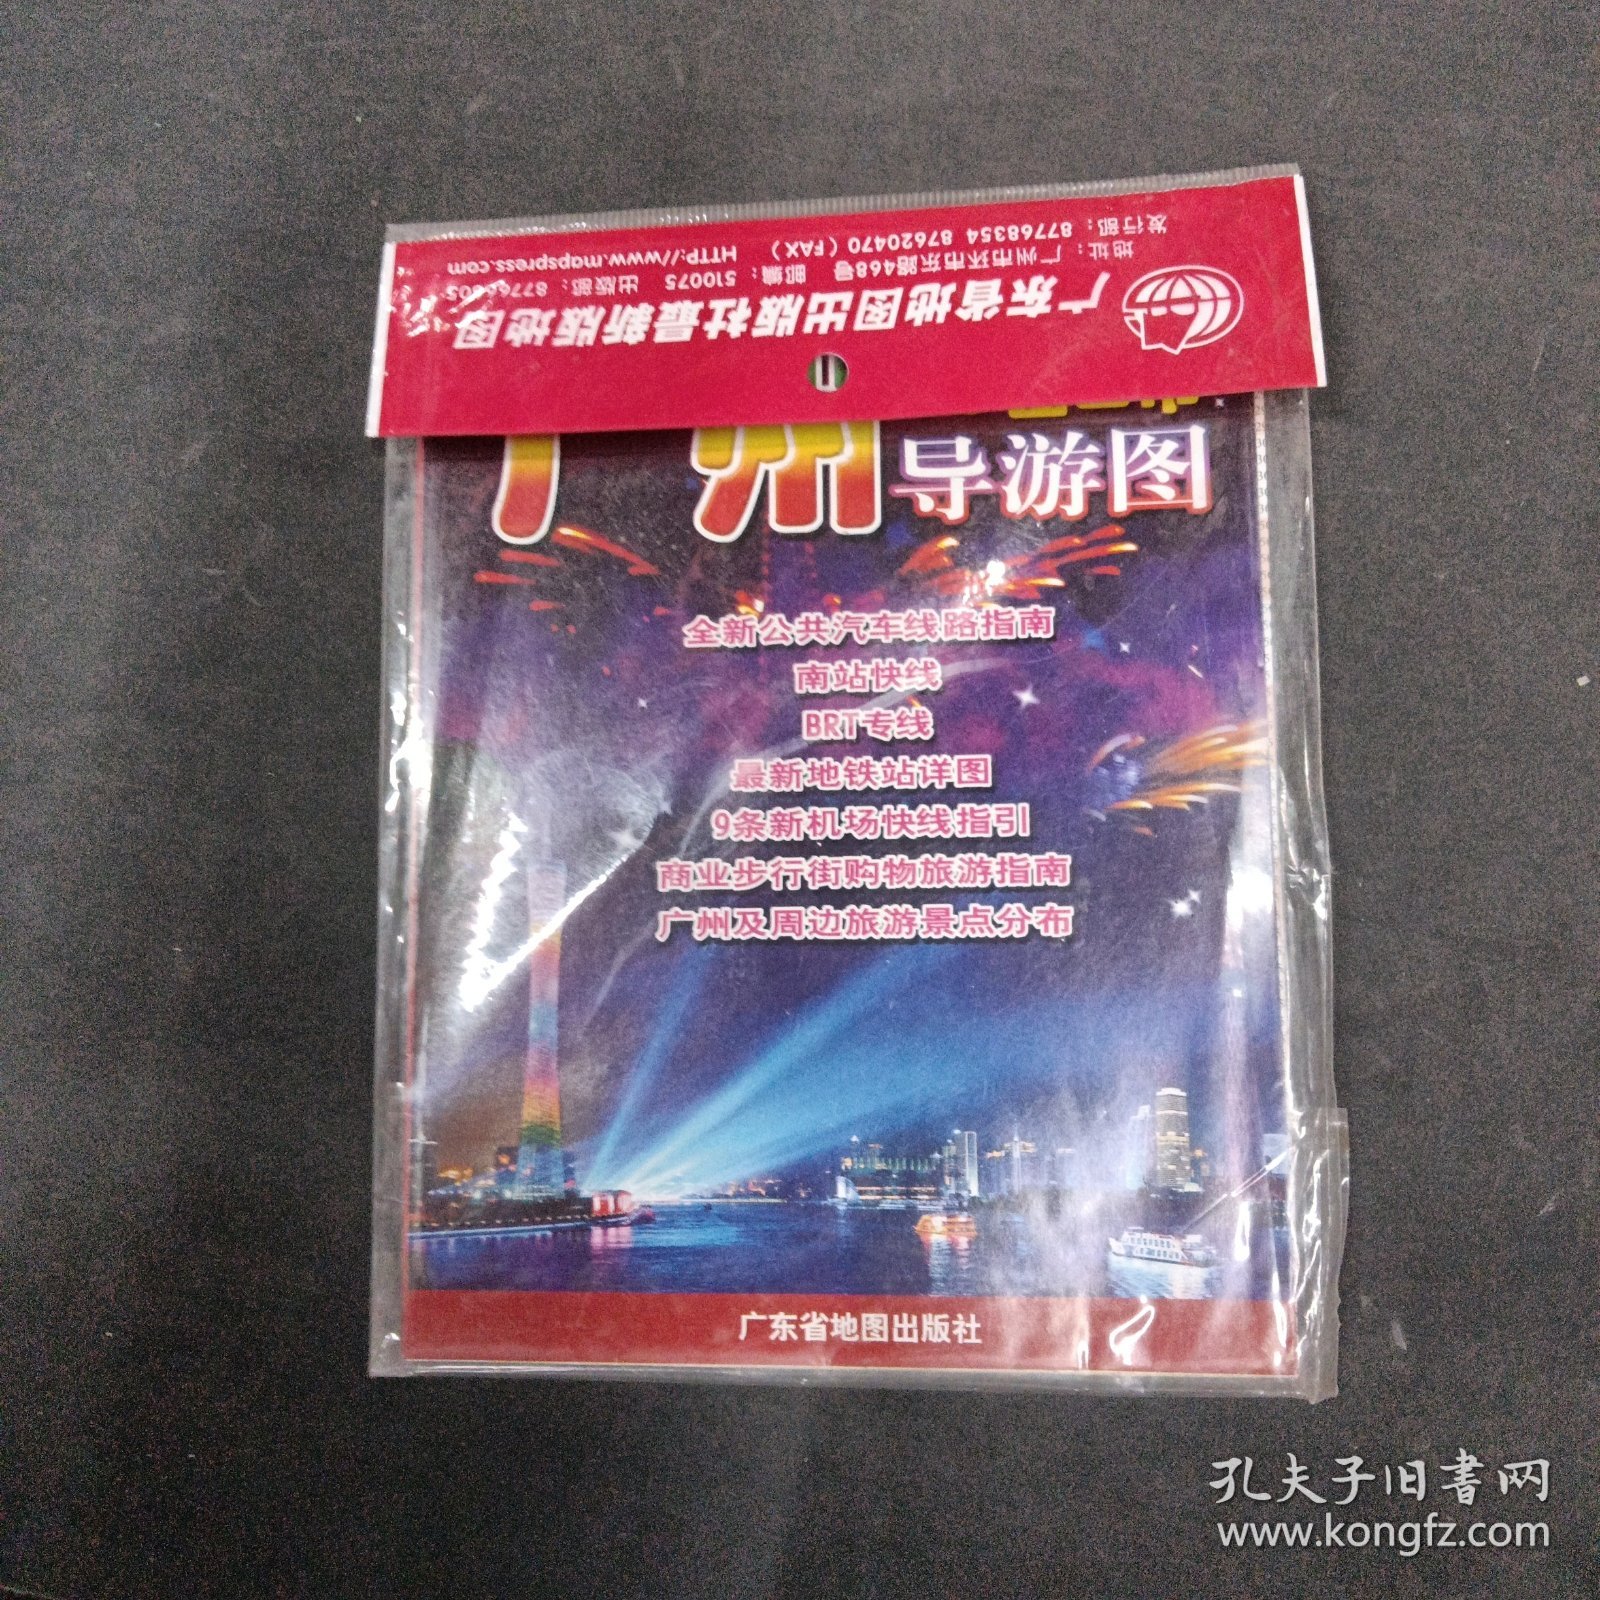 广东省地图出版社最新版地图
地址：广州市环市东路468号 邮编：510075 出版部：87768805
发行部：87768354 87620470（FAX） HTTP://www.mapspress.com
广州
导游图
全新公共汽车线路指南
南站快线
BRT专线
最新地铁站详图
9条新机场快线指引
商业步行街购物旅游指南
广州及周边旅游景点分布
广东省地图出版社
孔夫子旧书网
www.kongfz.com